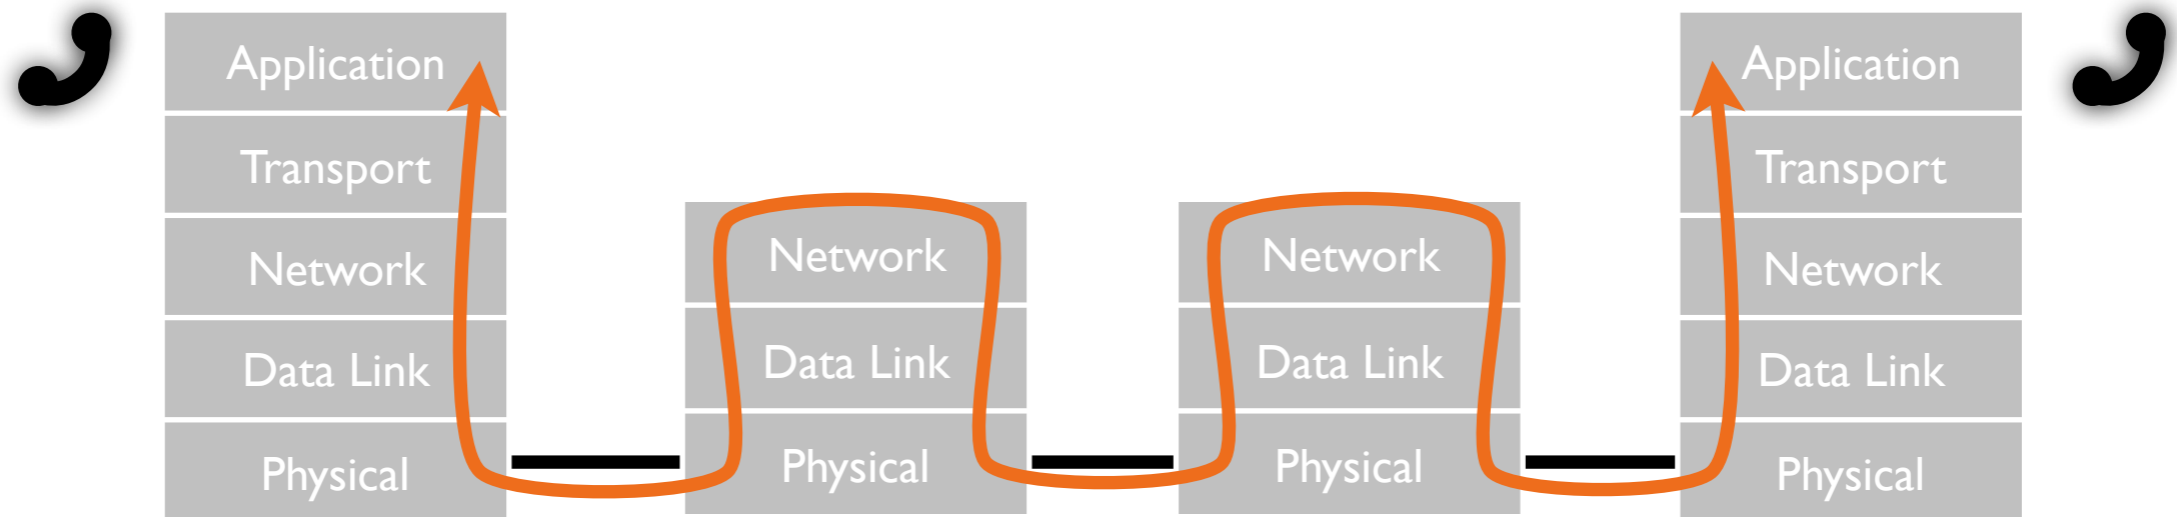 Application
Transport
Network
Data Link
Physical
Network
Data Link
Physical
Network
Data Link
Physical
Application
Transport
Network
Data Link
Physical